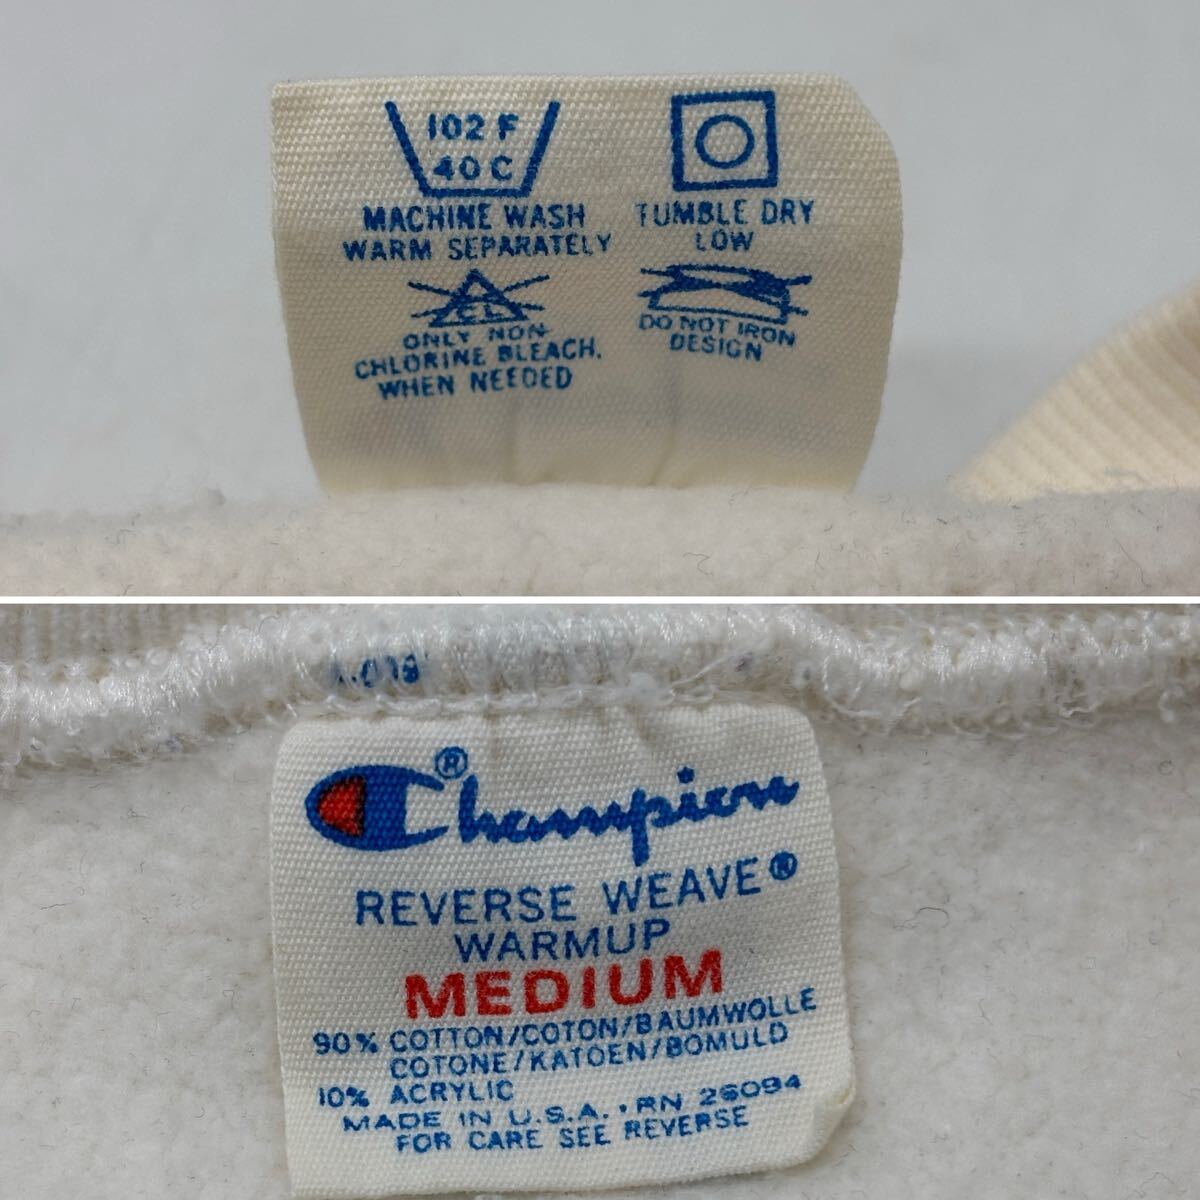 102 F
40 C
MACHINE WASH
WARM SEPARATELY
TUMBLE DRY
LOW
CL
ONLY NON-
CHLORINE BLEACH.
WHEN NEEDED
DO NOT IRON
DESIGN
Champion®
REVERSE WEAVE®
WARMUP
MEDIUM
90% COTTON/COTON/BAUMWOLLE
COTONE/KATOEN/BOMULD
10% ACRYLIC
MADE IN U.S.A. • RN 26094
FOR CARE SEE REVERSE